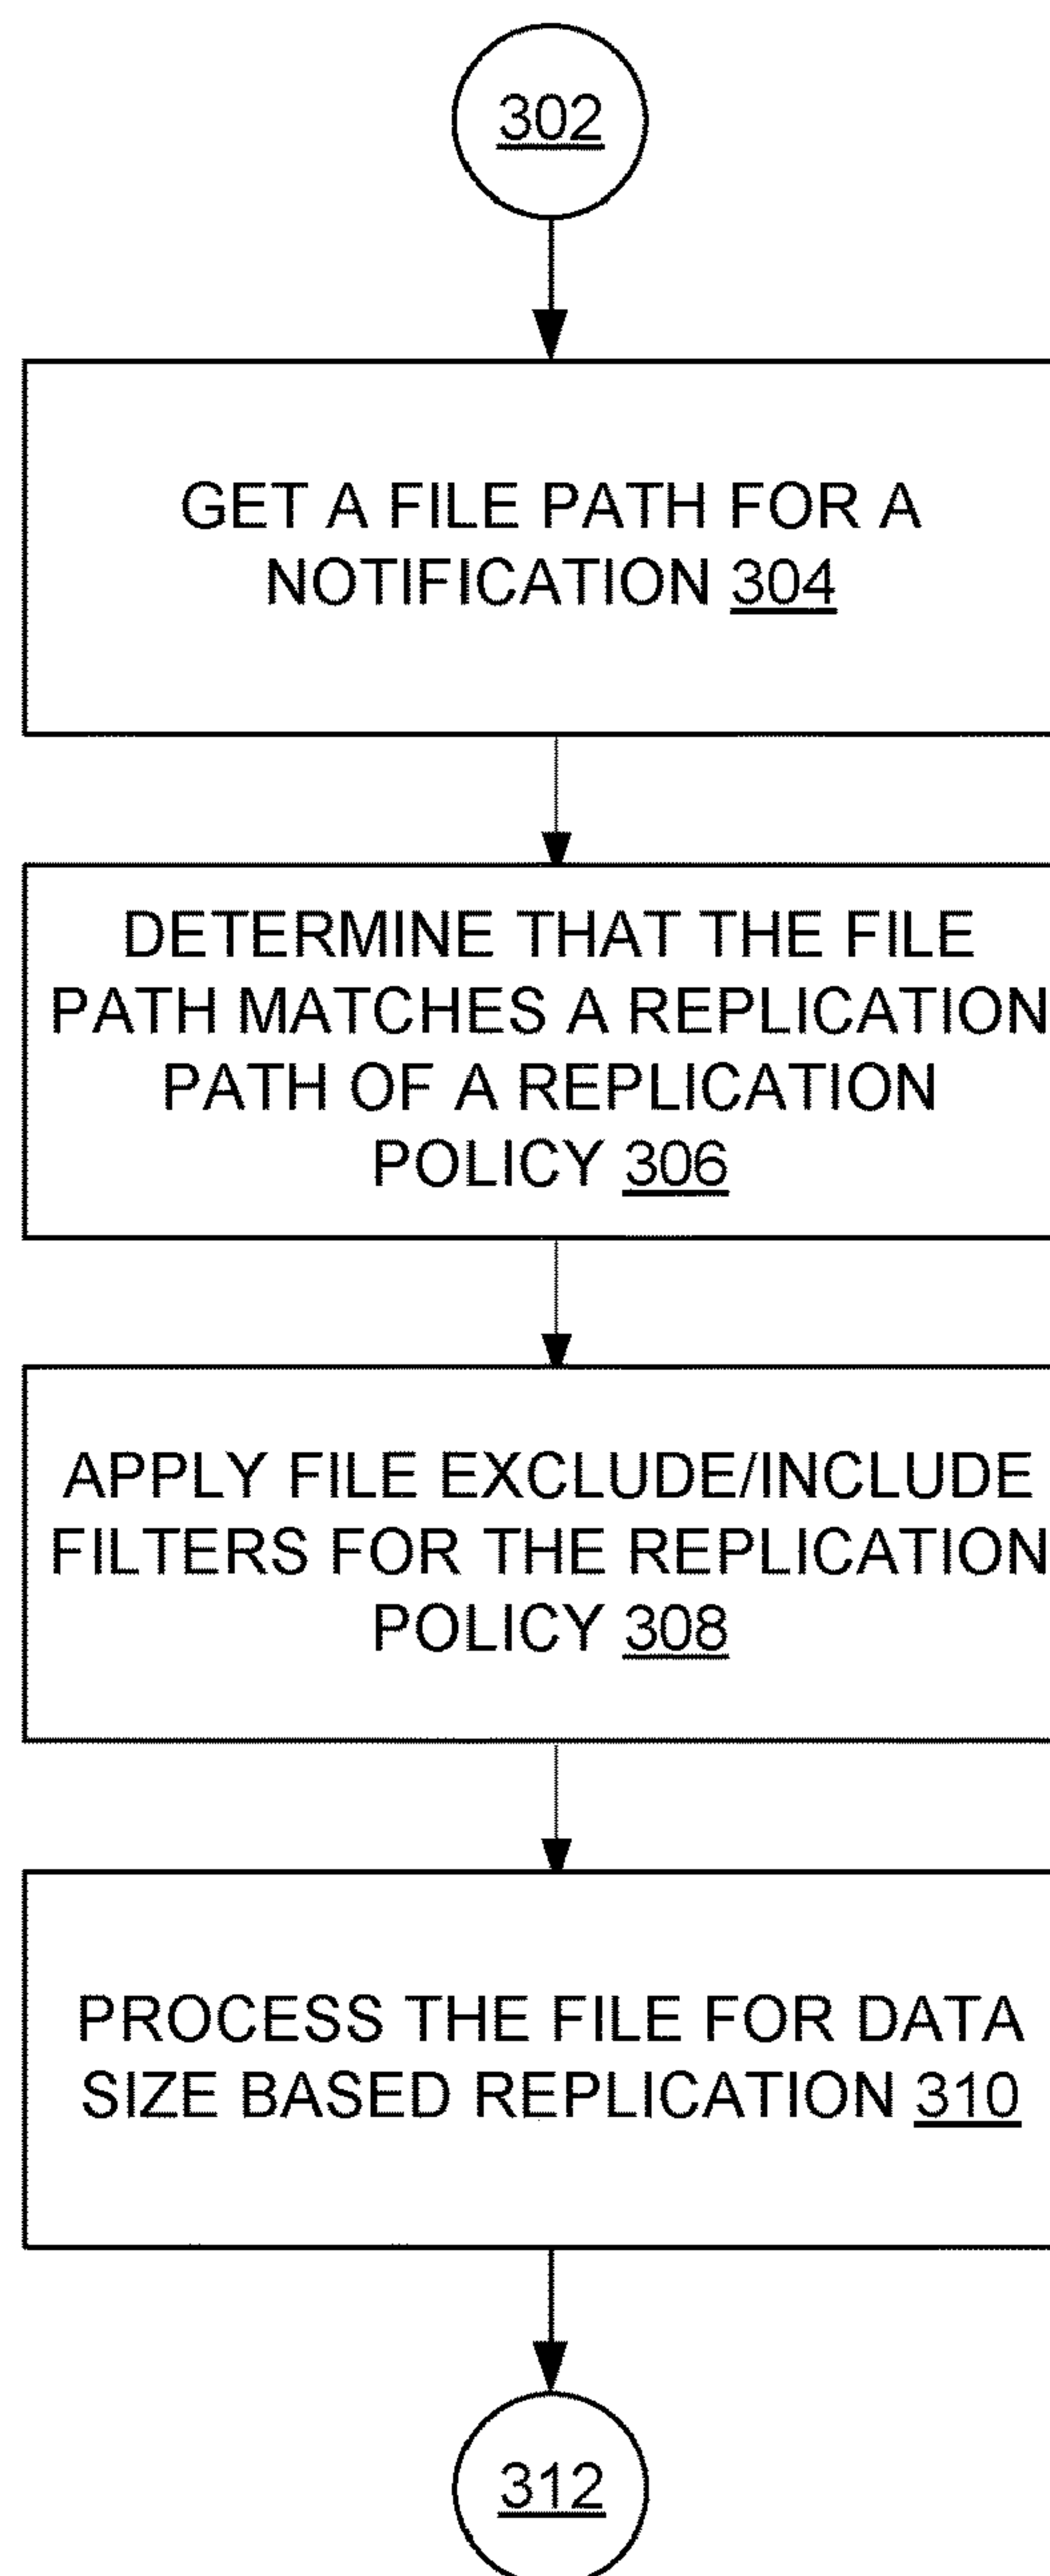 302
GET A FILE PATH FOR A
NOTIFICATION 304
DETERMINE THAT THE FILE
PATH MATCHES A REPLICATION
PATH OF A REPLICATION
POLICY 306
APPLY FILE EXCLUDE/INCLUDE
FILTERS FOR THE REPLICATION
POLICY 308
PROCESS THE FILE FOR DATA
SIZE BASED REPLICATION 310
312